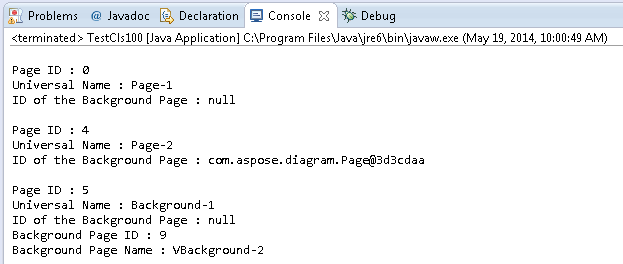 Problems @ Javadoc Declaration Console Debug
<terminated> TestCls100 [Java Application] C:\Program Files\Java\jre6\bin\javaw.exe (May 19, 2014, 10:00:49 AM)
Page ID : 0
Universal Name : Page-1
ID of the Background Page : null
Page ID : 4
Universal Name : Page-2
ID of the Background Page : com.aspose.diagram.Page@3d3cdaa
Page ID : 5
Universal Name : Background-1
ID of the Background Page : null
Background Page ID : 9
Background Page Name : VBackground-2